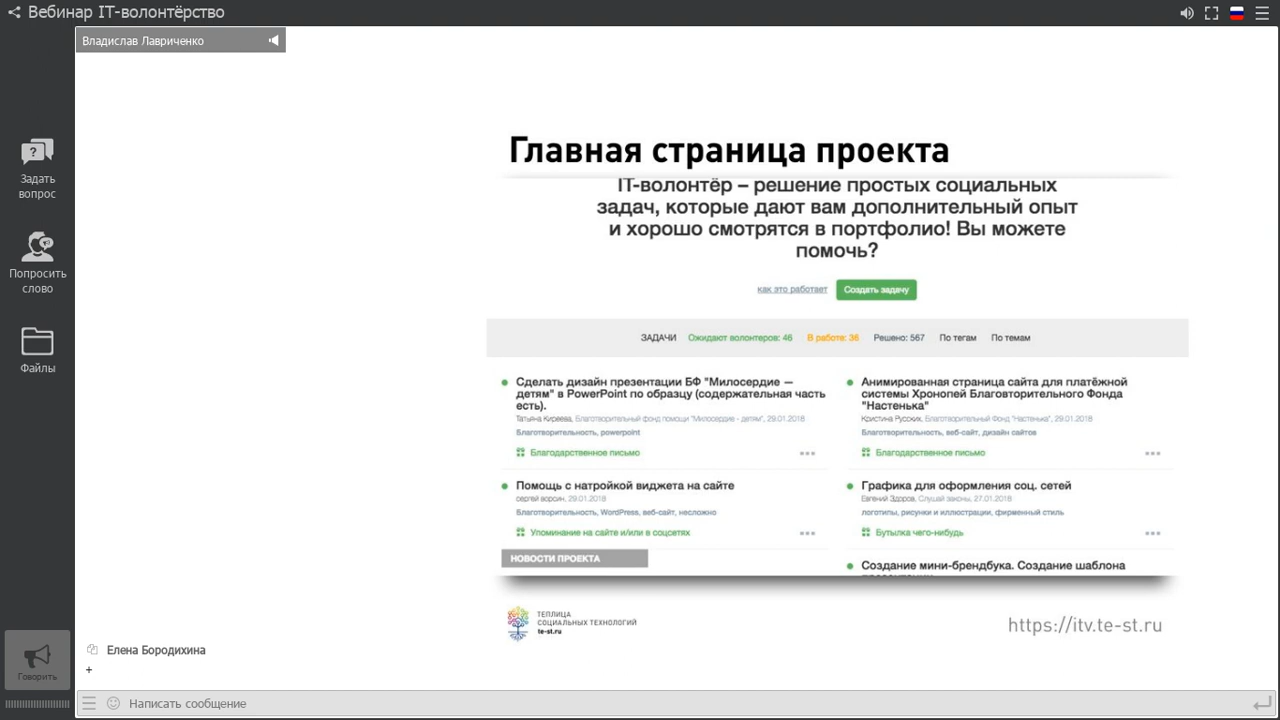 Вебинар IT-волонтёрство
Владислав Лавриченко
Задать
вопрос
Попросить
слово
Файлы
Главная страница проекта
IT-волонтёр – решение простых социальных
задач, которые дают вам дополнительный опыт
и хорошо смотрятся в портфолио! Вы можете
помочь?
как это работает Создать задачу
ЗАДАЧИ Ожидают волонтеров: 46 В работе: 36 Решено: 567 По тегам По темам
Сделать дизайн презентации БФ "Милосердие —
детям" в PowerPoint по образцу (содержательная часть
есть).
Татьяна Киреева, Благотворительный фонд помощи "Милосердие - детям", 29.01.2018
Благотворительность, powerpoint
Благодарственное письмо
Анимированная страница сайта для платёжной
системы Хронопей Благовторительного Фонда
"Настенька"
Кристина Русских, Благотворительный Фонд "Настенька", 29.01.2018
Благотворительность, веб-сайт, дизайн сайтов
Благодарственное письмо
Помощь с натройкой виджета на сайте
сергей ворсин, 29.01.2018
Благотворительность, WordPress, веб-сайт, несложно
Упоминание на сайте и/или в соцсетях
Графика для оформления соц. сетей
Евгений Здоров, Слушай законы, 27.01.2018
логотипы, рисунки и иллюстрации, фирменный стиль
Бутылка чего-нибудь
НОВОСТИ ПРОЕКТА
Создание мини-брендбука. Создание шаблона
ТЕПЛИЦА
СОЦИАЛЬНЫХ ТЕХНОЛОГИЙ
te-st.ru
https://itv.te-st.ru
Елена Бородихина
+
Говорить
Написать сообщение